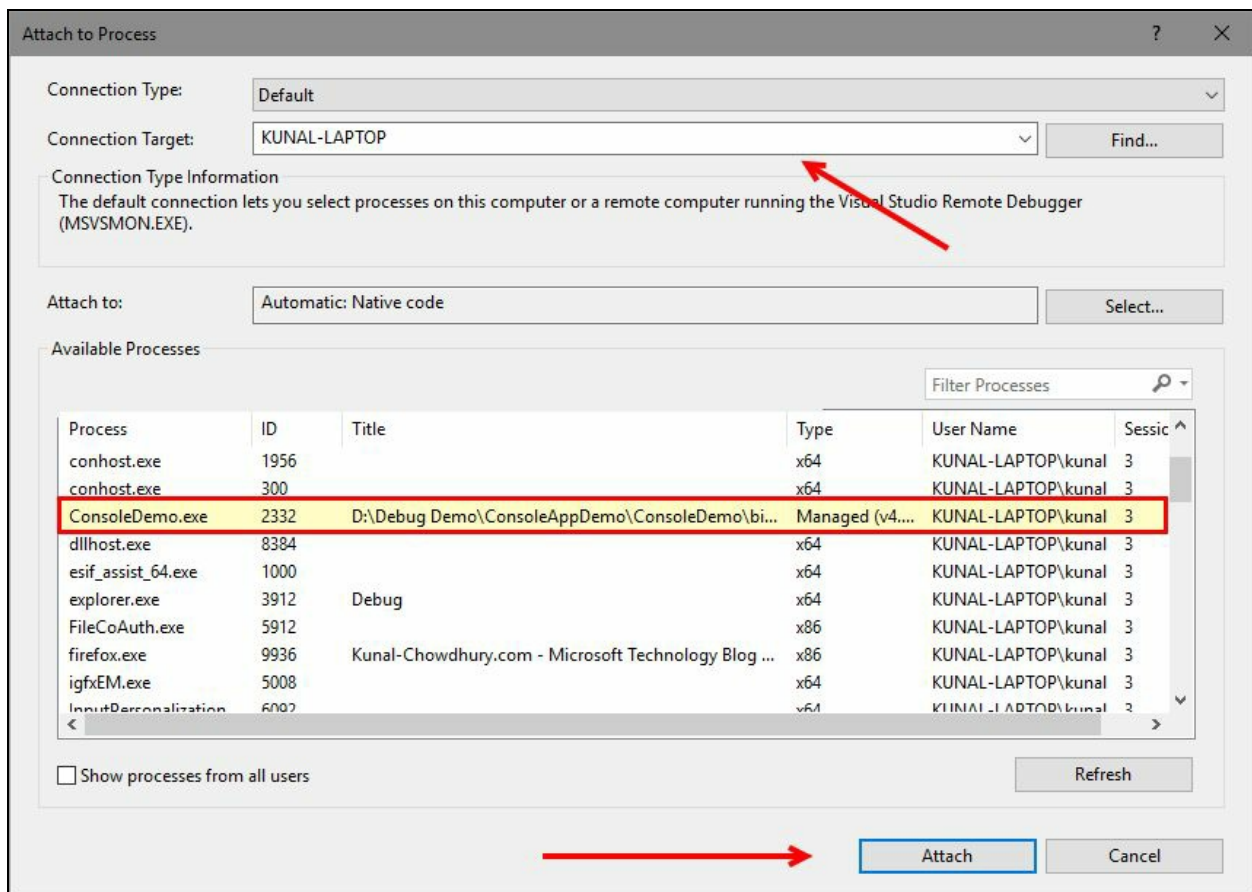 Attach to Process
Connection Type: Default
Connection Target: KUNAL-LAPTOP Find...
Connection Type Information
The default connection lets you select processes on this computer or a remote computer running the Visual Studio Remote Debugger
(MSVSMON.EXE).
Attach to: Automatic: Native code Select...
Available Processes
Filter Processes
Process ID Title Type User Name Sessic
conhost.exe 1956 x64 KUNAL-LAPTOP\kunal 3
conhost.exe 300 x64 KUNAL-LAPTOP\kunal 3
ConsoleDemo.exe 2332 D:\Debug Demo\ConsoleAppDemo\ConsoleDemo\bi... Managed (v4.... KUNAL-LAPTOP\kunal 3
dllhost.exe 8384 x64 KUNAL-LAPTOP\kunal 3
esif_assist_64.exe 1000 x64 KUNAL-LAPTOP\kunal 3
explorer.exe 3912 Debug x64 KUNAL-LAPTOP\kunal 3
FileCoAuth.exe 5912 x86 KUNAL-LAPTOP\kunal 3
firefox.exe 9936 Kunal-Chowdhury.com - Microsoft Technology Blog ... x86 KUNAL-LAPTOP\kunal 3
igfxEM.exe 5008 x64 KUNAL-LAPTOP\kunal 3
InputPersonalization 6092 x64 KUNAL-LAPTOP\kunal 3
Show processes from all users Refresh
Attach Cancel